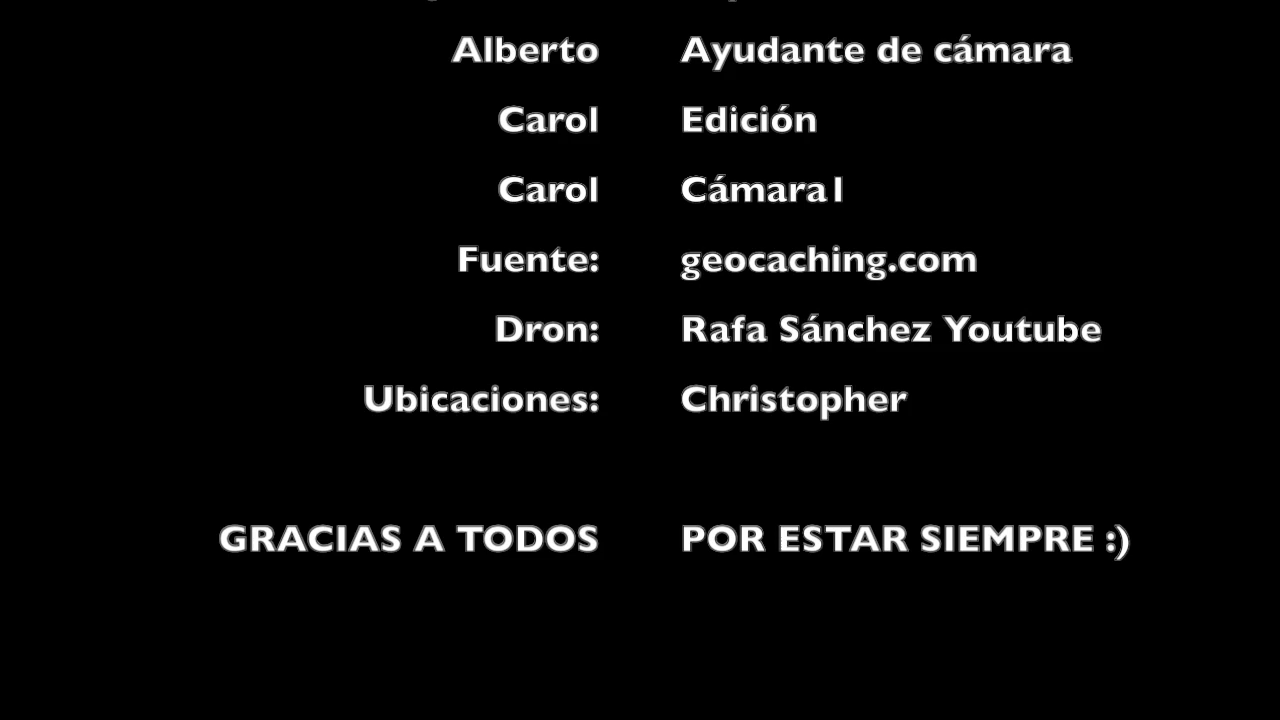 Alberto Ayudante de cámara
Carol Edición
Carol Cámara1
Fuente: geocaching.com
Dron: Rafa Sánchez Youtube
Ubicaciones: Christopher
GRACIAS A TODOS POR ESTAR SIEMPRE :)